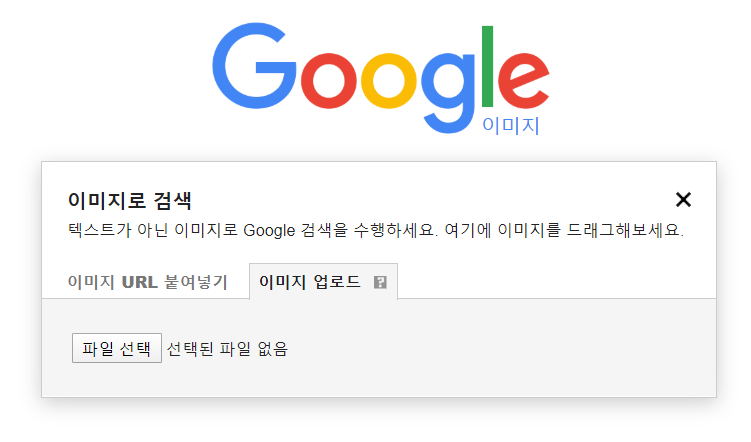 Google
이미지
이미지로 검색
텍스트가 아닌 이미지로 Google 검색을 수행하세요. 여기에 이미지를 드래그해보세요.
이미지 URL 붙여넣기 이미지 업로드 ?
파일 선택 선택된 파일 없음